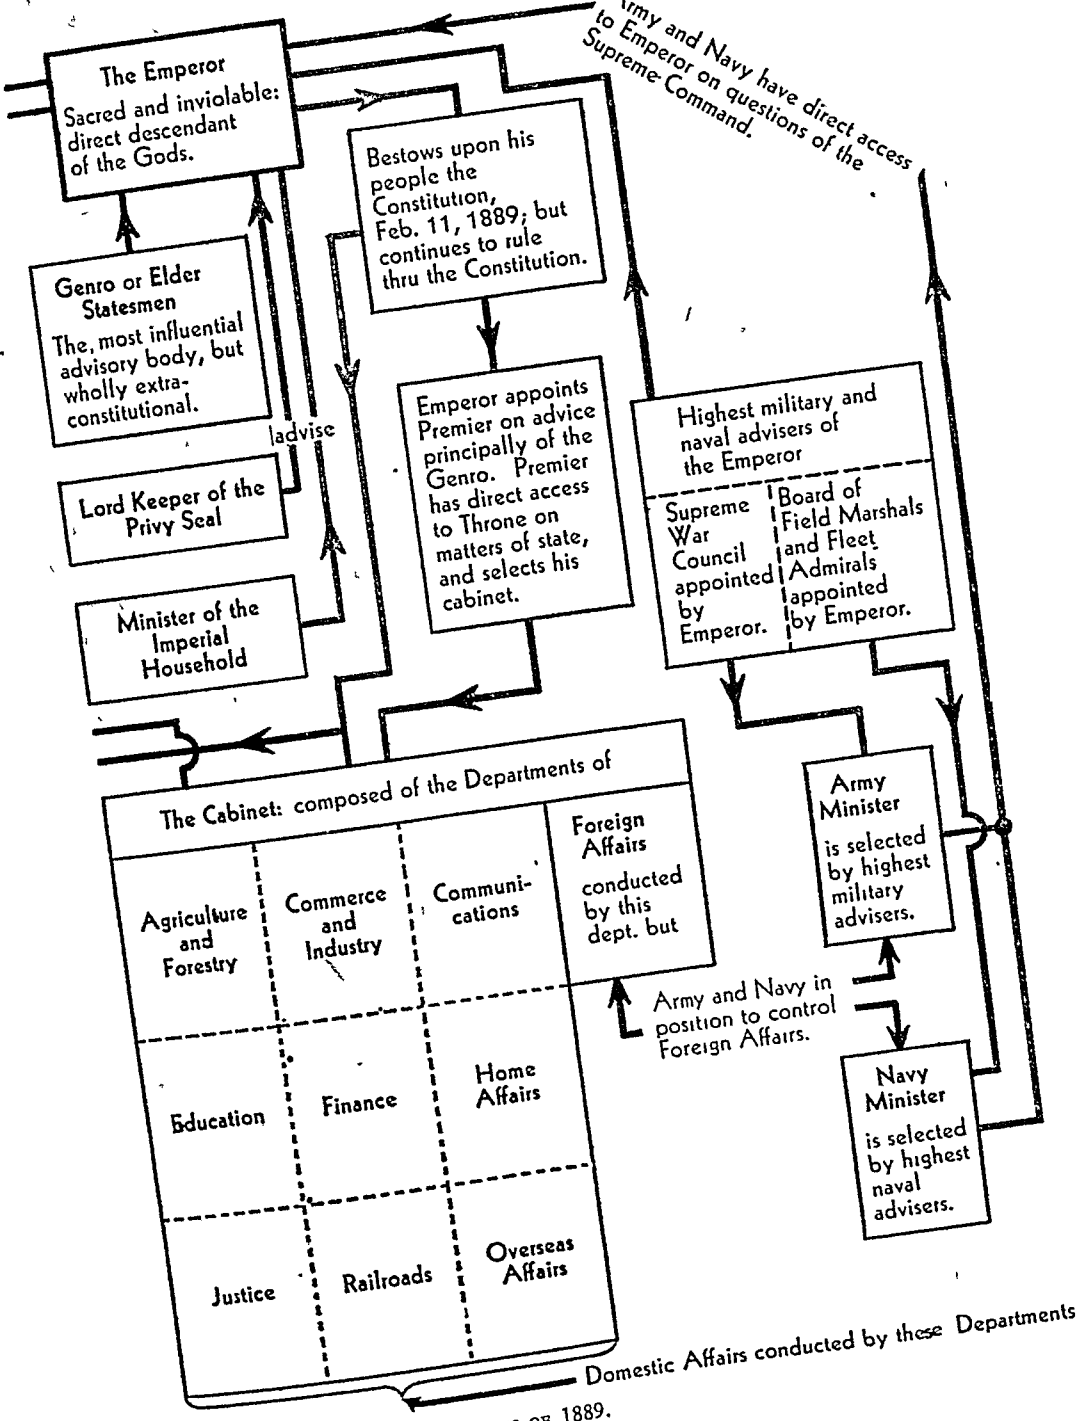 Army and Navy have direct access
to Emperor on questions of the
Supreme Command.
The Emperor
Sacred and inviolable:
direct descendant
of the Gods.
Bestows upon his
people the
Constitution,
Feb. 11, 1889; but
continues to rule
thru the Constitution.
Genro or Elder
Statesmen
The most influential
advisory body, but
wholly extra-
constitutional.
advise
Lord Keeper of the
Privy Seal
Minister of the
Imperial
Household
Emperor appoints
Premier on advice
principally of the
Genro. Premier
has direct access
to Throne on
matters of state,
and selects his
cabinet.
Highest military and
naval advisers of
the Emperor
Supreme
War
Council
appointed
by
Emperor.
Board of
Field Marshals
and Fleet
Admirals
appointed
by Emperor.
The Cabinet: composed of the Departments of
Agriculture
and
Forestry
Commerce
and
Industry
Communi-
cations
Foreign
Affairs
conducted
by this
dept. but
Education
Finance
Home
Affairs
Justice
Railroads
Overseas
Affairs
Army
Minister
is selected
by highest
military
advisers.
Army and Navy in
position to control
Foreign Affairs.
Navy
Minister
is selected
by highest
naval
advisers.
Domestic Affairs conducted by these Departments
OF 1889.